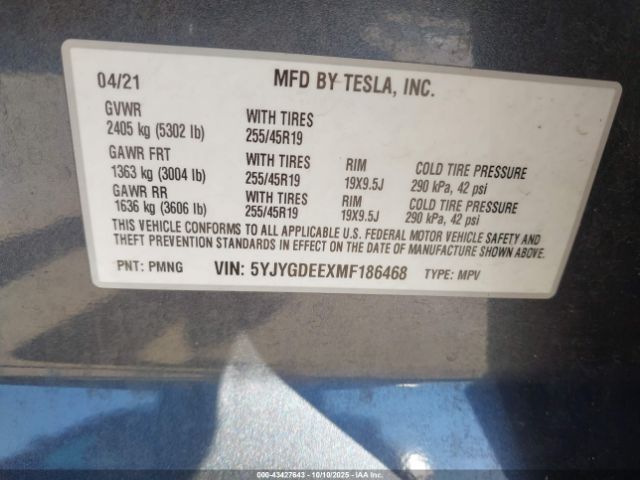 04/21 MFD BY TESLA, INC.
GVWR
2405 kg (5302 lb) WITH TIRES 255/45R19
GAWR FRT
1363 kg (3004 lb) WITH TIRES 255/45R19 RIM 19X9.5J COLD TIRE PRESSURE 290 kPa, 42 psi
GAWR RR
1636 kg (3606 lb) WITH TIRES 255/45R19 RIM 19X9.5J COLD TIRE PRESSURE 290 kPa, 42 psi
THIS VEHICLE CONFORMS TO ALL APPLICABLE U.S. FEDERAL MOTOR VEHICLE SAFETY AND
THEFT PREVENTION STANDARDS IN EFFECT ON THE DATE OF MANUFACTURE SHOWN ABOVE.
PNT: PMNG VIN: 5YJYGDEEXMF186468 TYPE: MPV
000-43427643 - 10/10/2025 - IAAI.COM